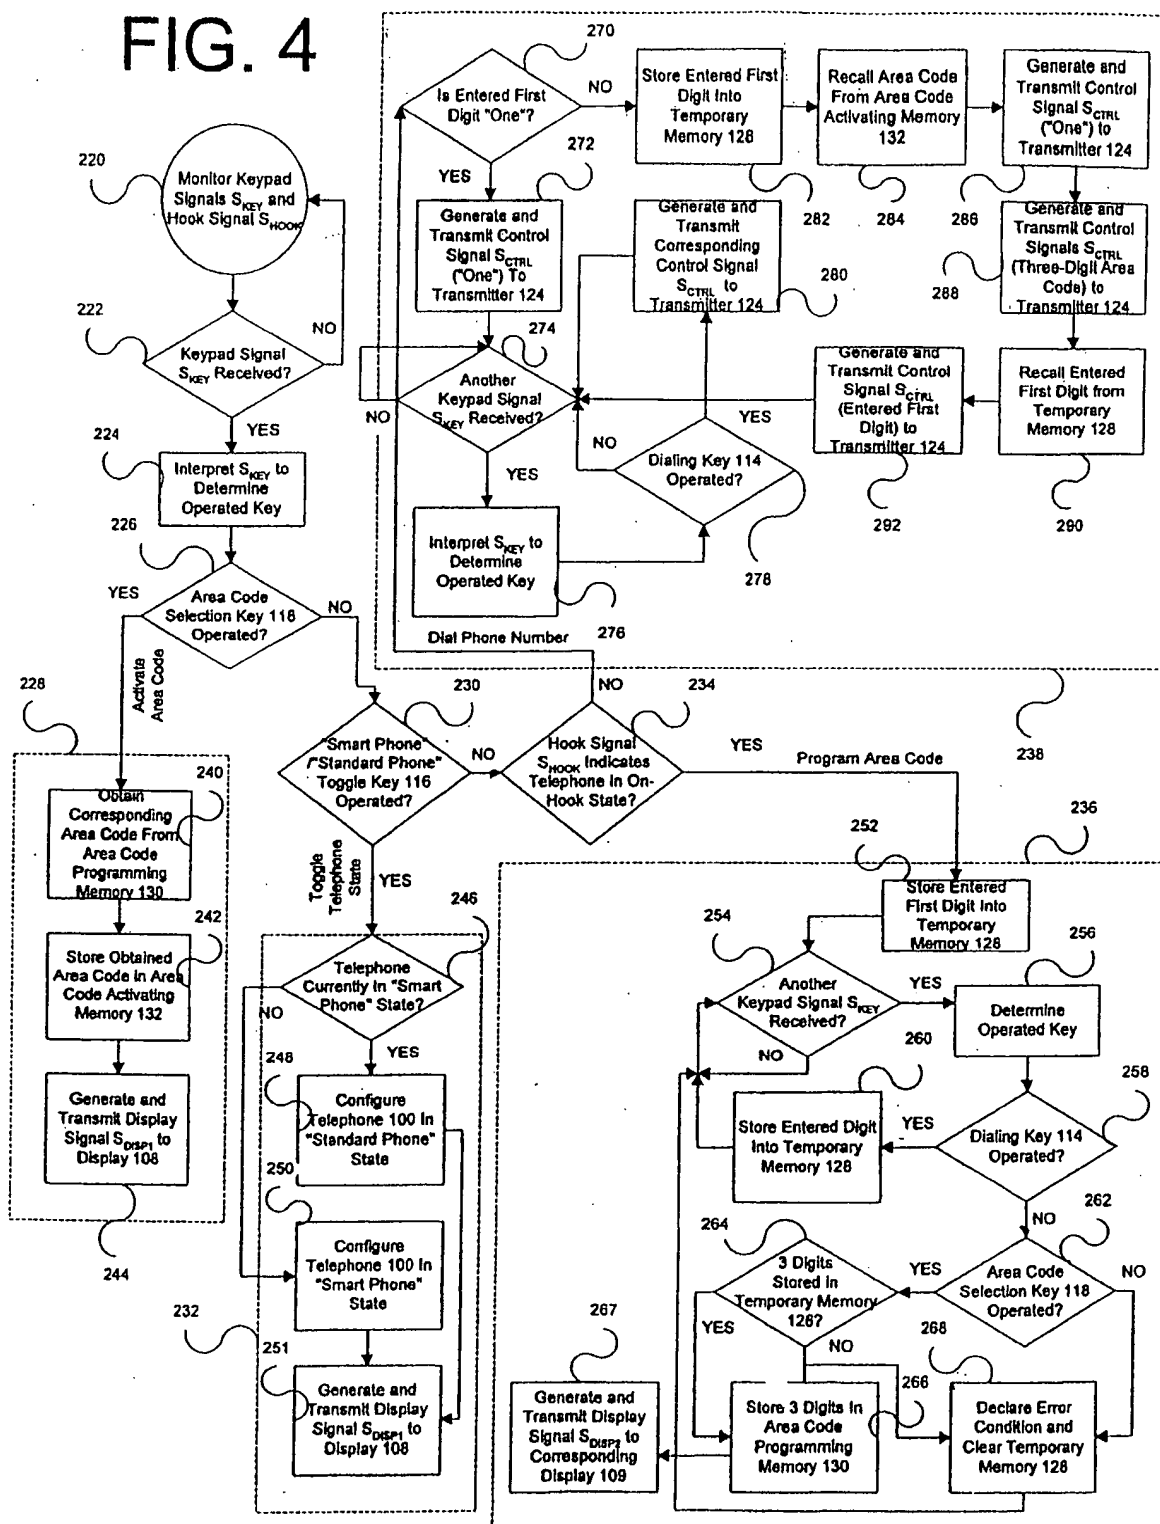 FIG. 4
220
Monitor Keypad
Signals S_KEY and
Hook Signal S_HOOK
222
Keypad Signal
S_KEY Received?
NO
YES
224
Interpret S_KEY to
Determine
Operated Key
226
Area Code
Selection Key 118
Operated?
YES
NO
Activate
Area Code
228
240
Obtain
Corresponding
Area Code From
Area Code
Programming
Memory 130
242
Store Obtained
Area Code in Area
Code Activating
Memory 132
Generate and
Transmit Display
Signal S_DISP1 to
Display 108
244
230
"Smart Phone"
/"Standard Phone"
Toggle Key 116
Operated?
NO
YES
Toggle
Telephone
State
246
Telephone
Currently in "Smart
Phone" State?
NO
YES
248
Configure
Telephone 100 In
"Standard Phone"
State
250
Configure
Telephone 100 In
"Smart Phone"
State
232
251
Generate and
Transmit Display
Signal S_DISP1 to
Display 108
234
Hook Signal
S_HOOK Indicates
Telephone in On-
Hook State?
NO
YES
Dial Phone Number
Program Area Code
238
270
Is Entered First
Digit "One"?
NO
YES
272
Generate and
Transmit Control
Signal S_CTRL
("One") To
Transmitter 124
274
Another
Keypad Signal
S_KEY Received?
NO
YES
Interpret S_KEY to
Determine
Operated Key
276
Dialing Key 114
Operated?
NO
YES
278
Generate and
Transmit
Corresponding
Control Signal
S_CTRL to
Transmitter 124
280
Store Entered First
Digit Into
Temporary
Memory 128
282
Recall Area Code
From Area Code
Activating Memory
132
284
Generate and
Transmit Control
Signal S_CTRL
("One") to
Transmitter 124
286
Generate and
Transmit Control
Signals S_CTRL
(Three-Digit Area
Code) to
Transmitter 124
288
Recall Entered
First Digit from
Temporary
Memory 128
290
Generate and
Transmit Control
Signal S_CTRL
(Entered First
Digit) to
Transmitter 124
292
236
252
Store Entered
First Digit Into
Temporary
Memory 128
254
Another
Keypad Signal S_KEY
Received?
YES
NO
256
Determine
Operated Key
258
Dialing Key 114
Operated?
YES
NO
260
Store Entered Digit
Into Temporary
Memory 128
262
Area Code
Selection Key 118
Operated?
YES
NO
264
3 Digits
Stored in
Temporary Memory
126?
YES
NO
266
Store 3 Digits In
Area Code
Programming
Memory 130
267
Generate and
Transmit Display
Signal S_DISP2 to
Corresponding
Display 109
268
Declare Error
Condition and
Clear Temporary
Memory 128